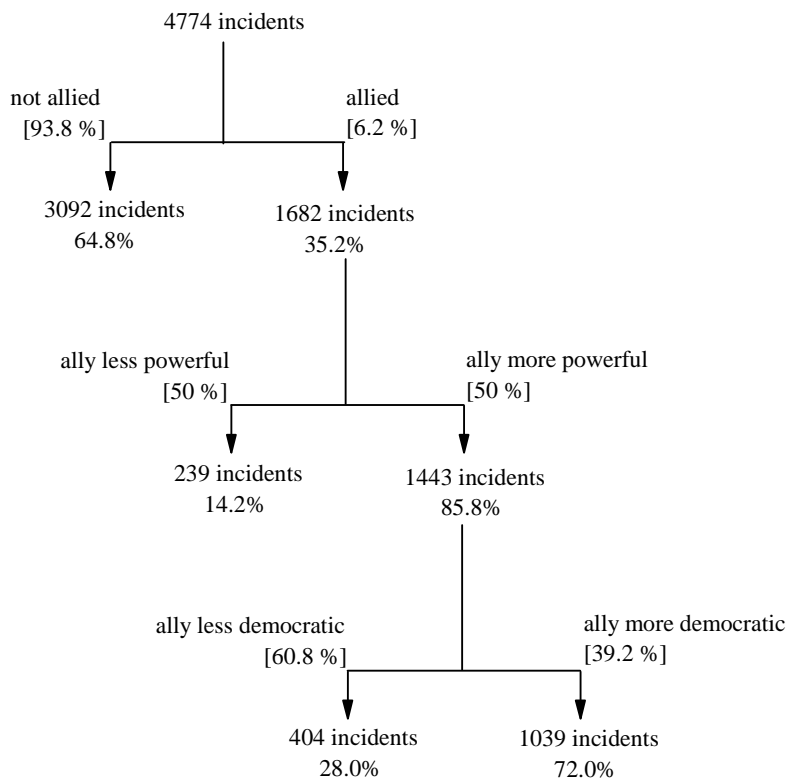 4774 incidents
not allied
[93.8 %]
allied
[6.2 %]
3092 incidents
64.8%
1682 incidents
35.2%
ally less powerful
[50 %]
ally more powerful
[50 %]
239 incidents
14.2%
1443 incidents
85.8%
ally less democratic
[60.8 %]
ally more democratic
[39.2 %]
404 incidents
28.0%
1039 incidents
72.0%